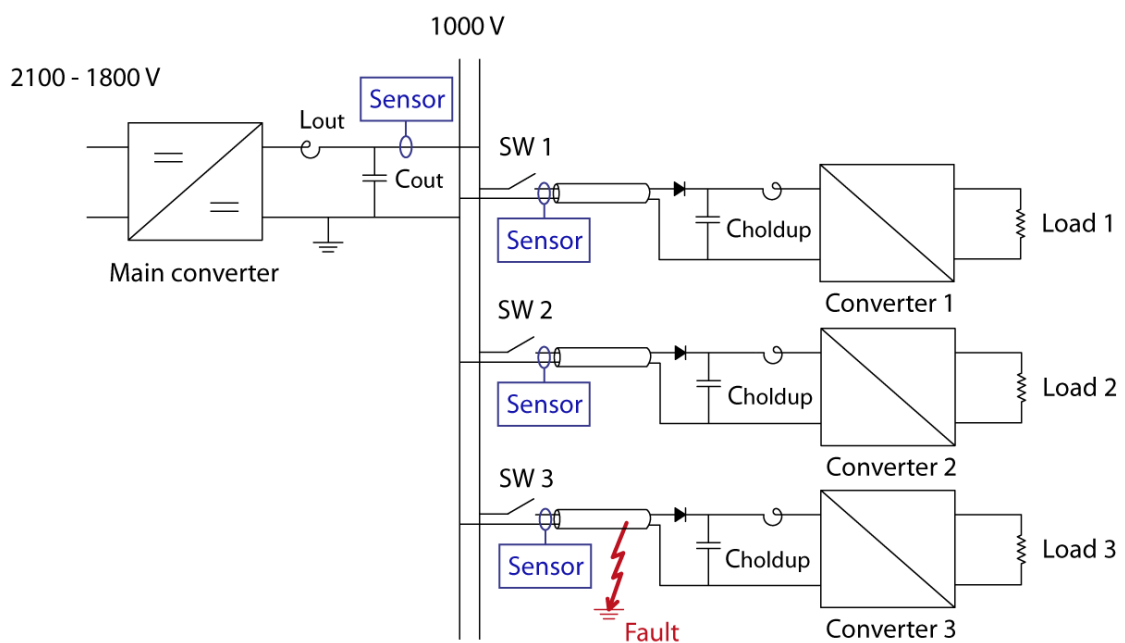 1000 V
2100 - 1800 V
Sensor
Lout
Cout
Main converter
SW 1
Sensor
Choldup
Load 1
Converter 1
SW 2
Sensor
Choldup
Load 2
Converter 2
SW 3
Sensor
Choldup
Load 3
Fault
Converter 3